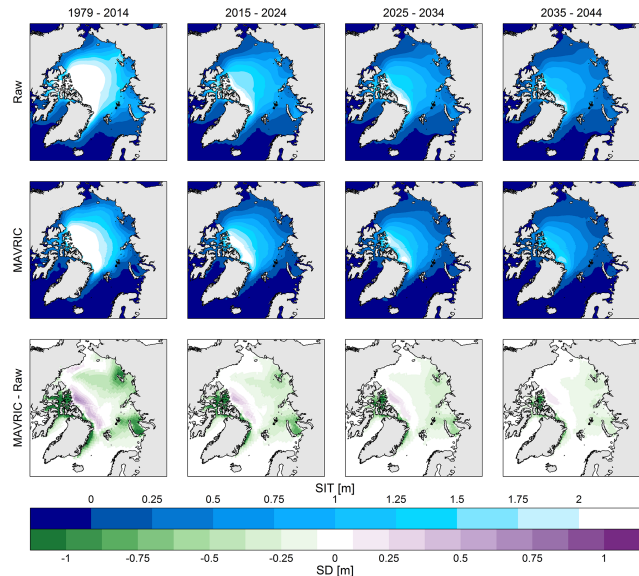 1979 - 2014 2015 - 2024 2025 - 2034 2035 - 2044
Raw
MAVRIC
MAVRIC - Raw
SIT [m]
0 0.25 0.5 0.75 1 1.25 1.5 1.75 2
-1 -0.75 -0.5 -0.25 0 0.25 0.5 0.75 1
SD [m]